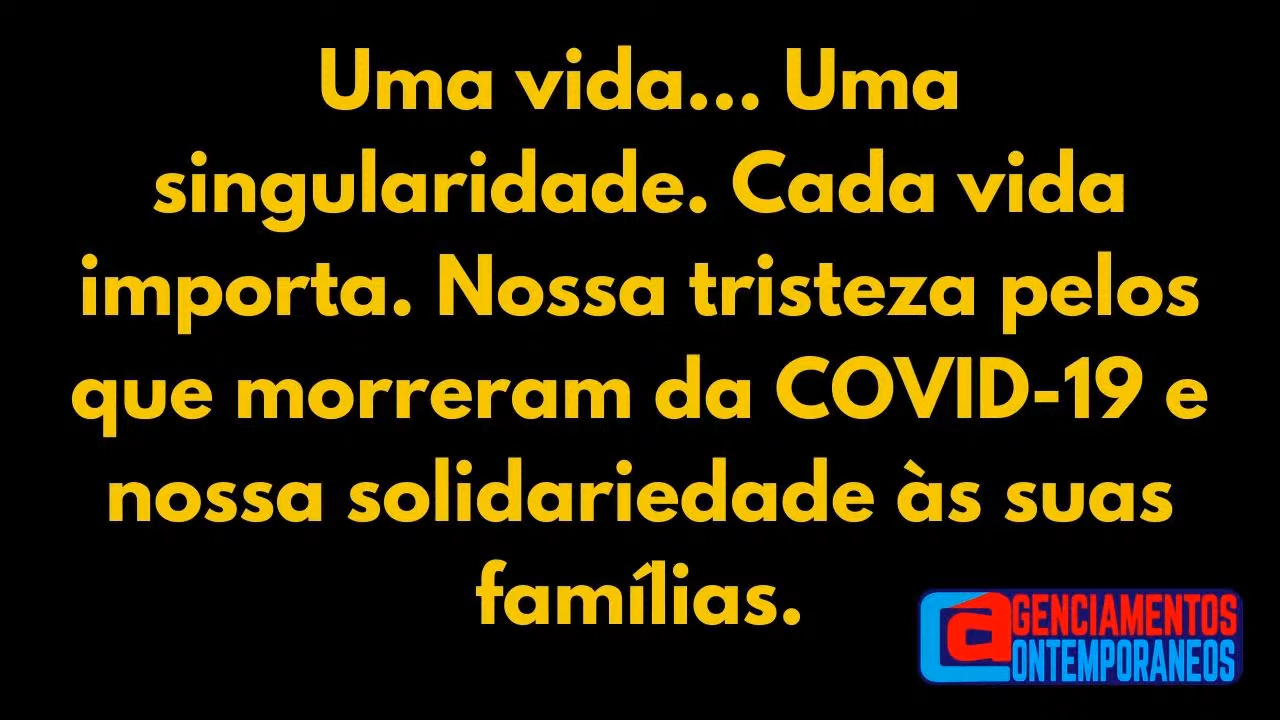 Uma vida... Uma
singularidade. Cada vida
importa. Nossa tristeza pelos
que morreram da COVID-19 e
nossa solidariedade às suas
famílias.
AGENCIAMENTOS
CONTEMPORANEOS